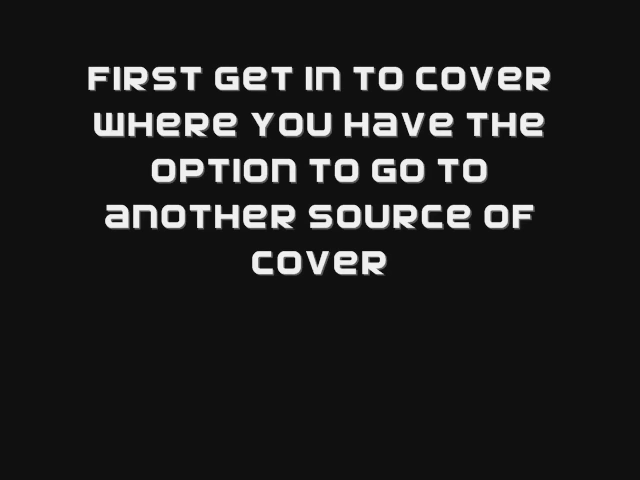 First get in to cover
where you have the
option to go to
another source of
cover